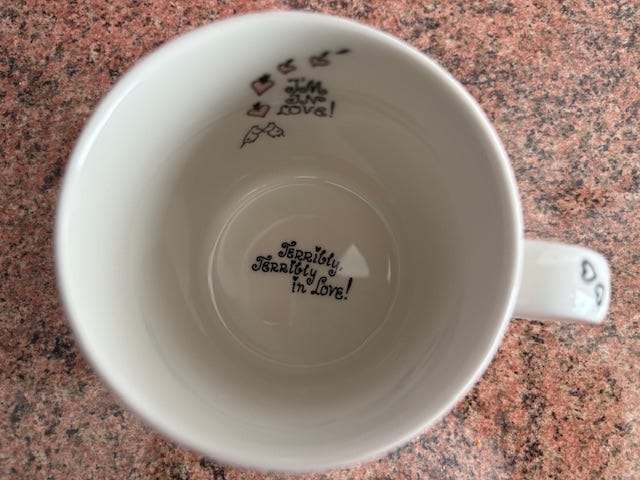 I'M
IN
LOVE!
Terribly,
Terribly
in Love!